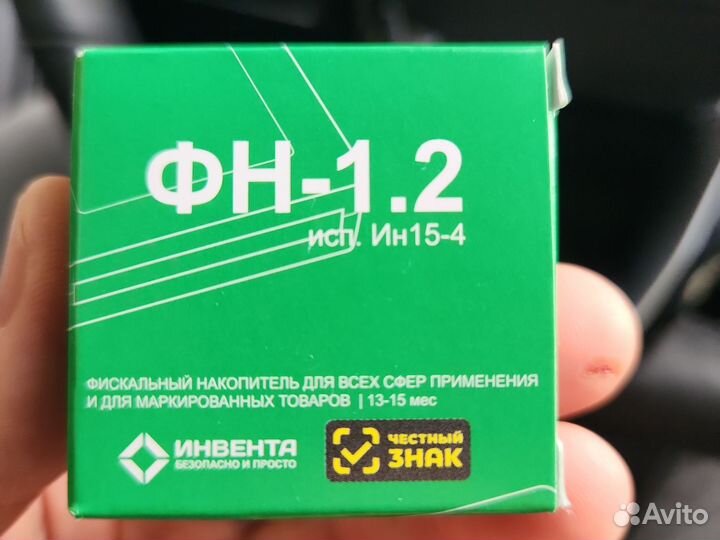 ФН-1.2
исп. Ин15-4
ФИСКАЛЬНЫЙ НАКОПИТЕЛЬ ДЛЯ ВСЕХ СФЕР ПРИМЕНЕНИЯ
И ДЛЯ МАРКИРОВАННЫХ ТОВАРОВ | 13-15 мес
ИНВЕНТА
БЕЗОПАСНО И ПРОСТО
ЧЕСТНЫЙ
ЗНАК
Avito